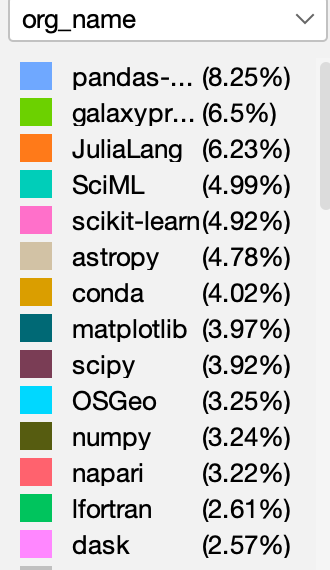 org_name
pandas-... (8.25%)
galaxypr... (6.5%)
JuliaLang (6.23%)
SciML (4.99%)
scikit-learn (4.92%)
astropy (4.78%)
conda (4.02%)
matplotlib (3.97%)
scipy (3.92%)
OSGeo (3.25%)
numpy (3.24%)
napari (3.22%)
lfortran (2.61%)
dask (2.57%)